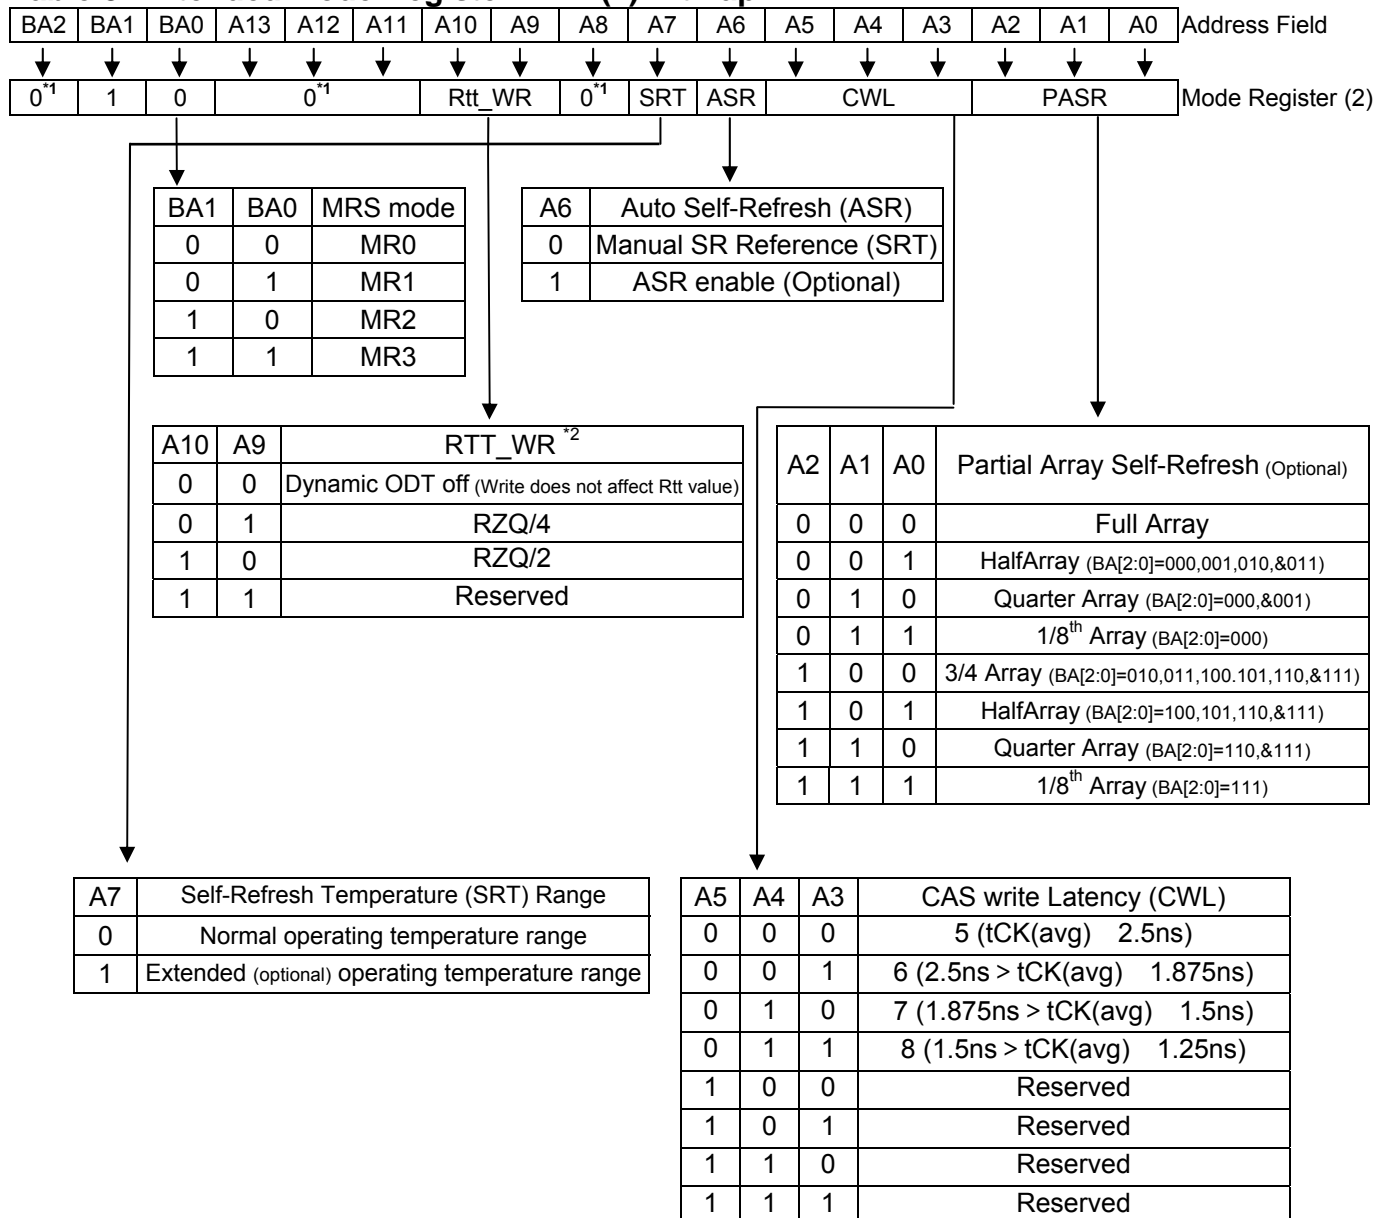 BA2 BA1 BA0 A13 A12 A11 A10 A9 A8 A7 A6 A5 A4 A3 A2 A1 A0 Address Field
0*1 1 0 0*1 Rtt_WR 0*1 SRT ASR CWL PASR Mode Register (2)
BA1 BA0 MRS mode
0 0 MR0
0 1 MR1
1 0 MR2
1 1 MR3
A6 Auto Self-Refresh (ASR)
0 Manual SR Reference (SRT)
1 ASR enable (Optional)
A10 A9 RTT_WR *2
0 0 Dynamic ODT off (Write does not affect Rtt value)
0 1 RZQ/4
1 0 RZQ/2
1 1 Reserved
A2 A1 A0 Partial Array Self-Refresh (Optional)
0 0 0 Full Array
0 0 1 HalfArray (BA[2:0]=000,001,010,&011)
0 1 0 Quarter Array (BA[2:0]=000,&001)
0 1 1 1/8th Array (BA[2:0]=000)
1 0 0 3/4 Array (BA[2:0]=010,011,100.101,110,&111)
1 0 1 HalfArray (BA[2:0]=100,101,110,&111)
1 1 0 Quarter Array (BA[2:0]=110,&111)
1 1 1 1/8th Array (BA[2:0]=111)
A7 Self-Refresh Temperature (SRT) Range
0 Normal operating temperature range
1 Extended (optional) operating temperature range
A5 A4 A3 CAS write Latency (CWL)
0 0 0 5 (tCK(avg) 2.5ns)
0 0 1 6 (2.5ns > tCK(avg) 1.875ns)
0 1 0 7 (1.875ns > tCK(avg) 1.5ns)
0 1 1 8 (1.5ns > tCK(avg) 1.25ns)
1 0 0 Reserved
1 0 1 Reserved
1 1 0 Reserved
1 1 1 Reserved